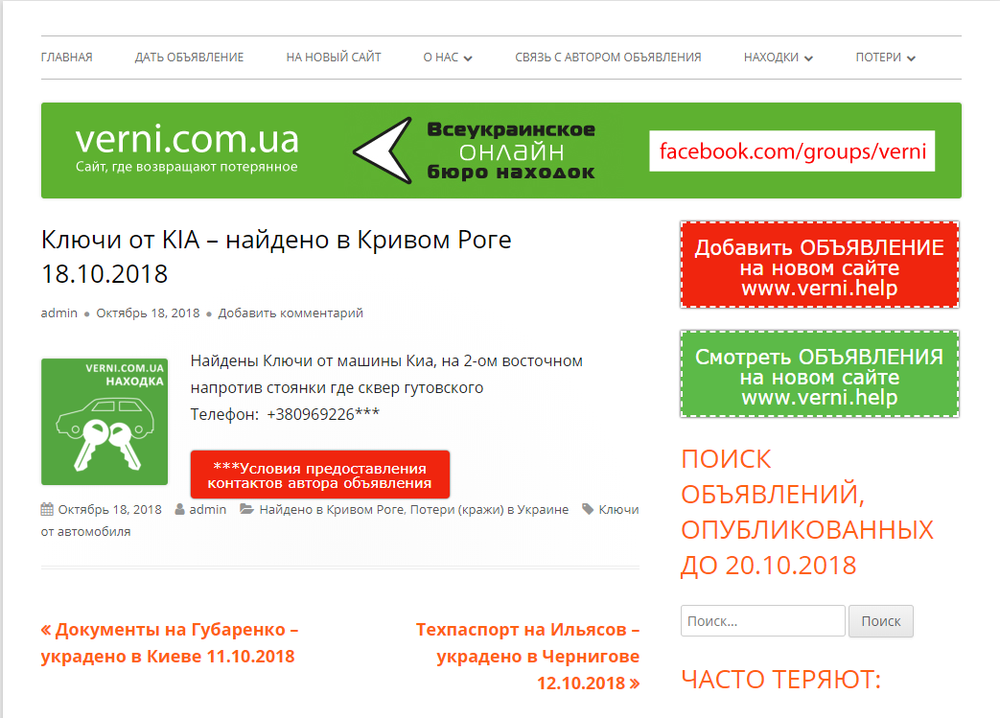 ГЛАВНАЯ ДАТЬ ОБЪЯВЛЕНИЕ НА НОВЫЙ САЙТ О НАС СВЯЗЬ С АВТОРОМ ОБЪЯВЛЕНИЯ НАХОДКИ ПОТЕРИ
verni.com.ua
Сайт, где возвращают потерянное
Всеукраинское
онлайн
бюро находок
facebook.com/groups/verni
Ключи от KIA – найдено в Кривом Роге
18.10.2018
admin • Октябрь 18, 2018 • Добавить комментарий
VERNI.COM.UA
НАХОДКА
Найдены Ключи от машины Киа, на 2-ом восточном
напротив стоянки где сквер гутовского
Телефон: +380969226***
***Условия предоставления
контактов автора объявления
Октябрь 18, 2018 admin Найдено в Кривом Роге, Потери (кражи) в Украине Ключи
от автомобиля
« Документы на Губаренко –
украдено в Киеве 11.10.2018
Техпаспорт на Ильясов –
украдено в Чернигове
12.10.2018 »
Добавить ОБЪЯВЛЕНИЕ
на новом сайте
www.verni.help
Смотреть ОБЪЯВЛЕНИЯ
на новом сайте
www.verni.help
ПОИСК
ОБЪЯВЛЕНИЙ,
ОПУБЛИКОВАННЫХ
ДО 20.10.2018
Поиск… Поиск
ЧАСТО ТЕРЯЮТ: